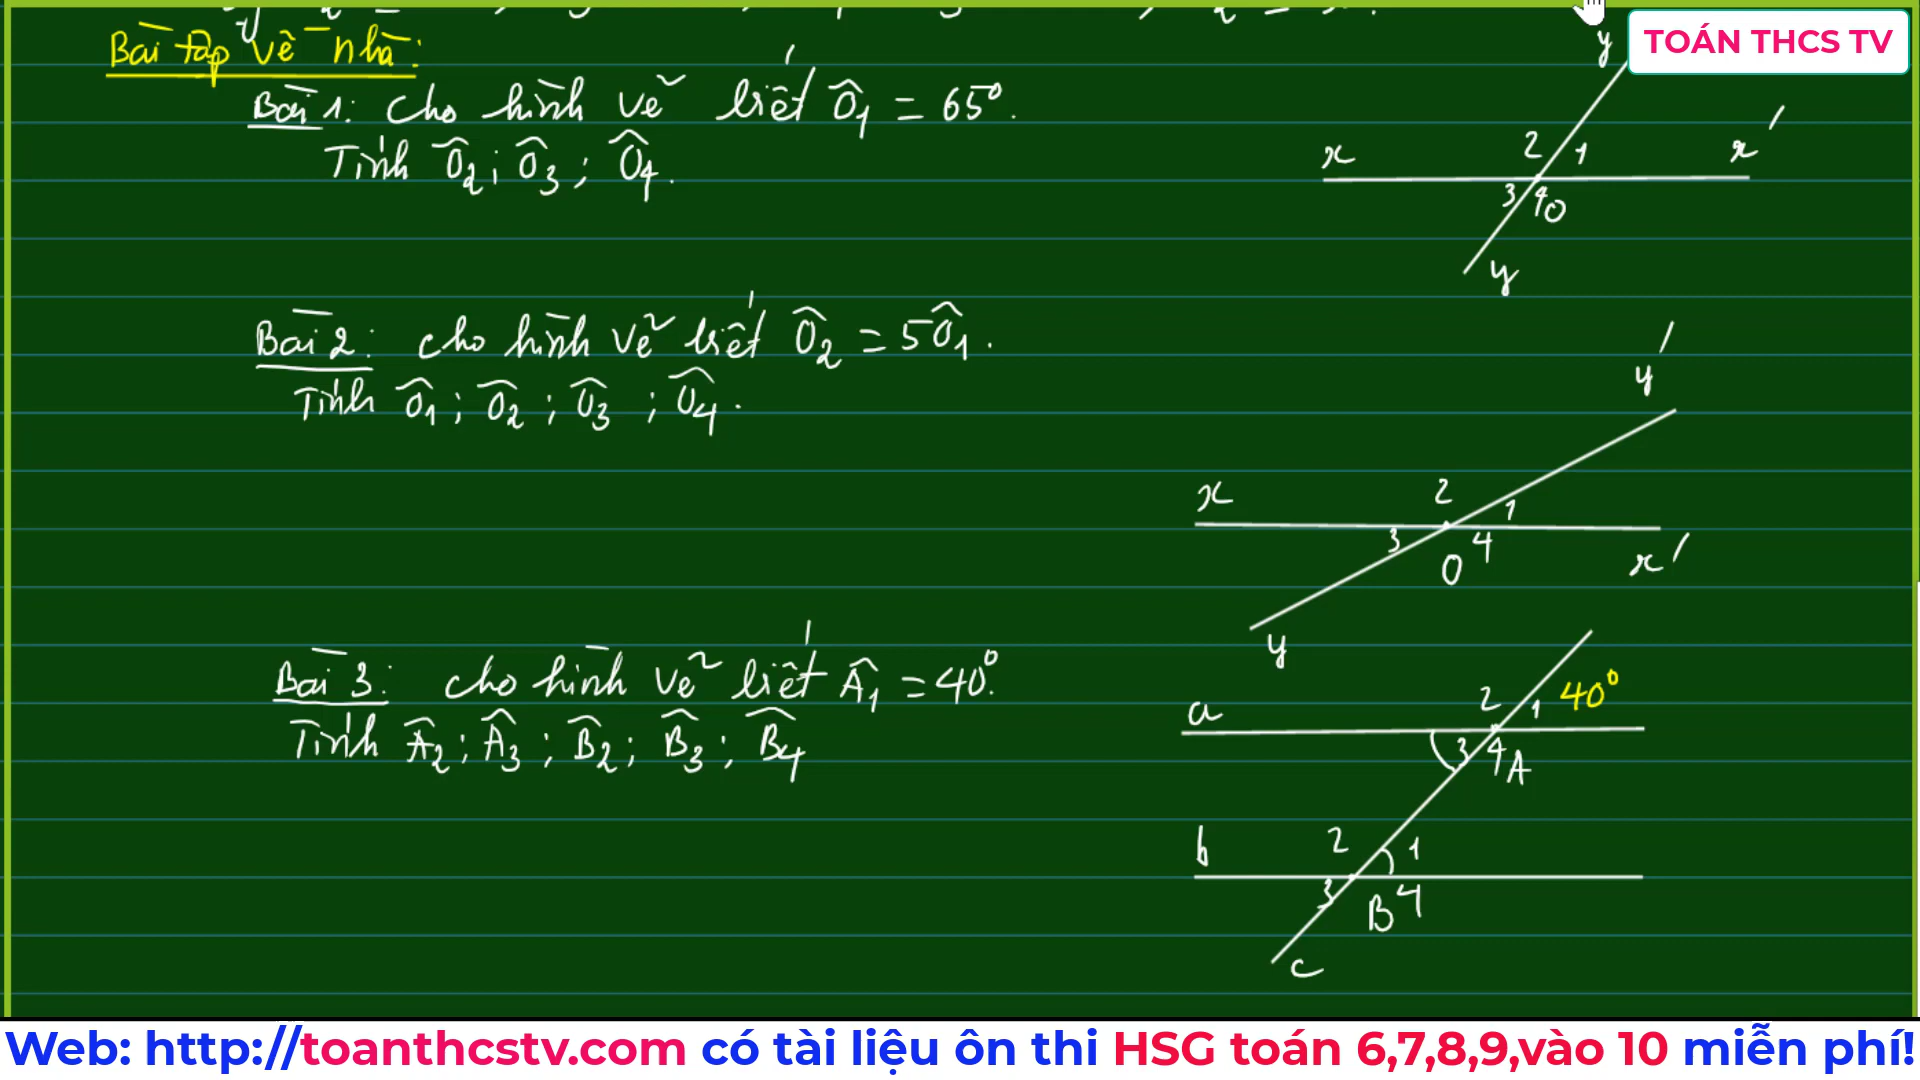 TOÁN THCS TV
Bài tập về nhà:
Bài 1: Cho hình vẽ biết Ô1 = 65°.
Tính Ô2; Ô3; Ô4.
y
x
2
1
x'
3
4
O
y
Bài 2: Cho hình vẽ biết Ô2 = 5Ô1.
Tính Ô1; Ô2; Ô3; Ô4.
y'
x
2
1
3
4
O
x'
y
Bài 3: Cho hình vẽ biết Â1 = 40°.
Tính Â2; Â3; B̂2; B̂3; B̂4
a
2
1
40°
3
4
A
b
2
1
3
B
4
c
Web: http://toanthcstv.com có tài liệu ôn thi HSG toán 6,7,8,9,vào 10 miễn phí!